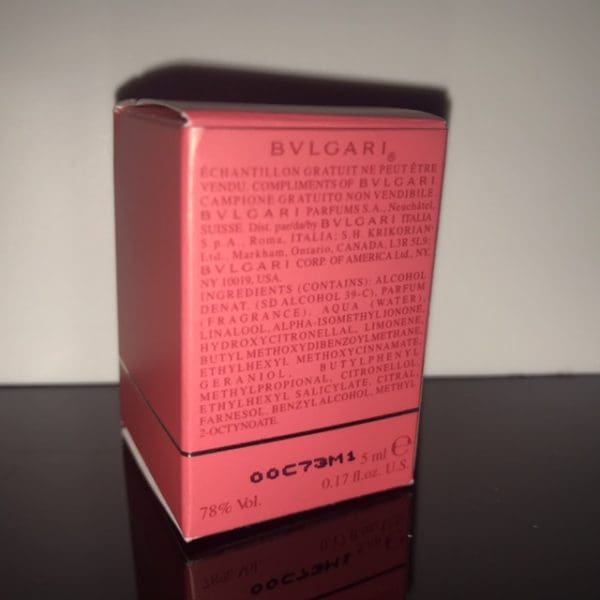 BVLGARI®
ÉCHANTILLON GRATUIT NE PEUT ÊTRE
VENDU. COMPLIMENTS OF BVLGARI
CAMPIONE GRATUITO NON VENDIBILE.
BVLGARI PARFUMS S.A., Neuchâtel,
SUISSE. Dist. par/da/by BVLGARI ITALIA
S.p.A., Roma, ITALIA; S.H. KRIKORIAN
Ltd., Markham, Ontario, CANADA, L3R 5L9;
BVLGARI CORP. OF AMERICA Ltd., NY.
NY 10019, USA.
INGREDIENTS (CONTAINS): ALCOHOL
DENAT. (SD ALCOHOL 39-C), PARFUM
(FRAGRANCE), AQUA (WATER),
LINALOOL, ALPHA-ISOMETHYL IONONE,
HYDROXYCITRONELLAL, LIMONENE,
BUTYL METHOXYDIBENZOYLMETHANE,
ETHYLHEXYL METHOXYCINNAMATE,
GERANIOL, BUTYLPHENYL
METHYLPROPIONAL, CITRONELLOL,
ETHYLHEXYL SALICYLATE, CITRAL,
FARNESOL, BENZYL ALCOHOL, METHYL
2-OCTYNOATE.
00C73M1 5 ml ℮
78% Vol. 0.17 fl.oz. U.S.